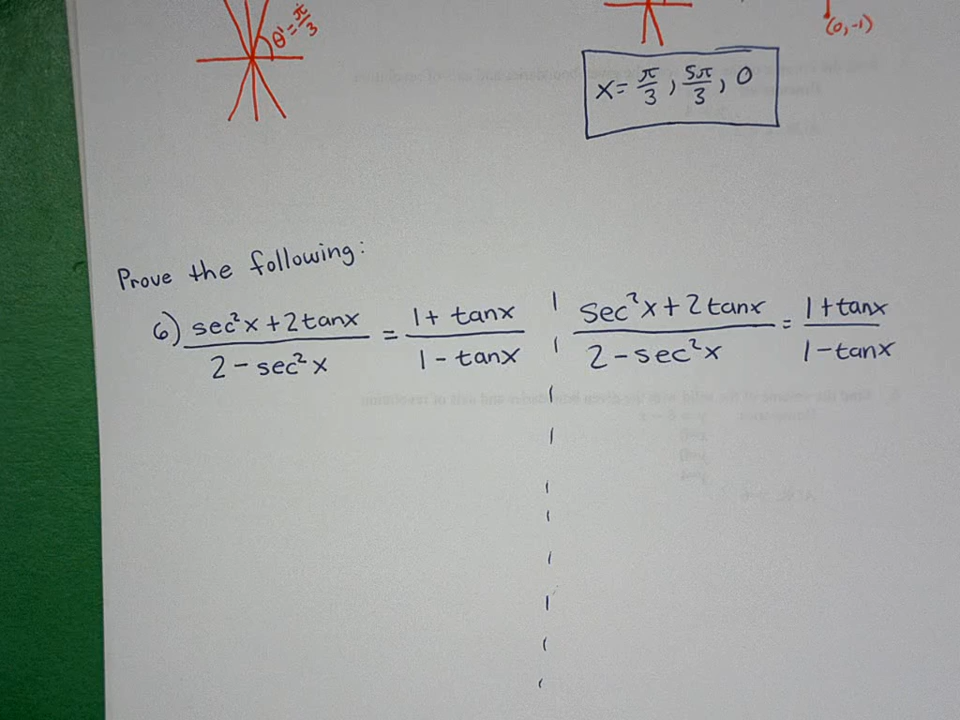 θ' = π/3
(0,-1)
x = π/3, 5π/3, 0
Prove the following:
6) (sec²x + 2tanx)/(2 - sec²x) = (1 + tanx)/(1 - tanx) | (sec²x + 2tanx)/(2 - sec²x) = (1 + tanx)/(1 - tanx)